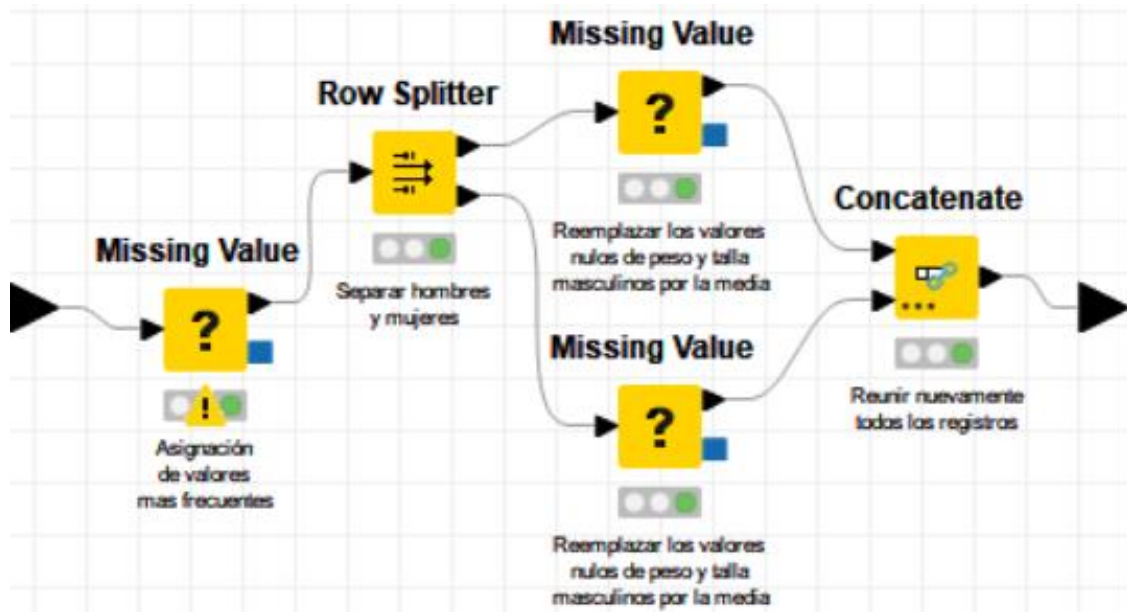 Missing Value
Row Splitter
Missing Value
Concatenate
Reemplazar los valores
nulos de peso y talla
masculinos por la media
Separar hombres
y mujeres
Missing Value
Asignación
de valores
mas frecuentes
Reunir nuevamente
todos los registros
Missing Value
Reemplazar los valores
nulos de peso y talla
masculinos por la media